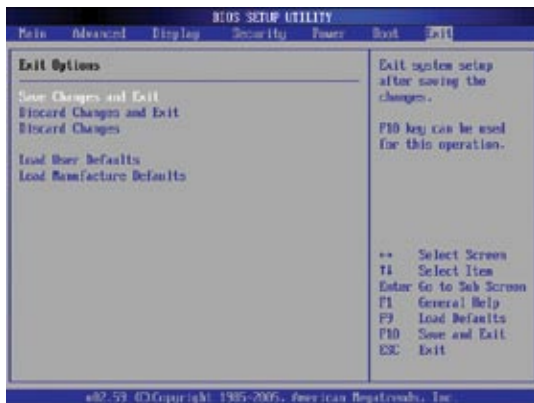 BIOS SETUP UTILITY
Main Advanced Display Security Power Boot Exit
Exit Options
Save Changes and Exit
Discard Changes and Exit
Discard Changes
Load User Defaults
Load Manufacture Defaults
Exit system setup
after saving the
changes.
F10 key can be used
for this operation.
↔ Select Screen
↑↓ Select Item
Enter Go to Sub Screen
F1 General Help
F9 Load Defaults
F10 Save and Exit
ESC Exit
v02.59 (C)Copyright 1985-2005, American Megatrends, Inc.